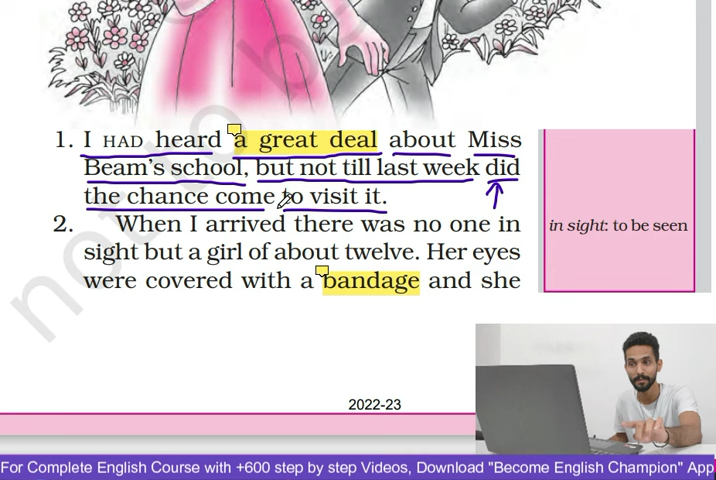 1. I HAD heard a great deal about Miss
Beam's school, but not till last week did
the chance come to visit it.
2. When I arrived there was no one in
sight but a girl of about twelve. Her eyes
were covered with a bandage and she
in sight: to be seen
2022-23
For Complete English Course with +600 step by step Videos, Download "Become English Champion" App